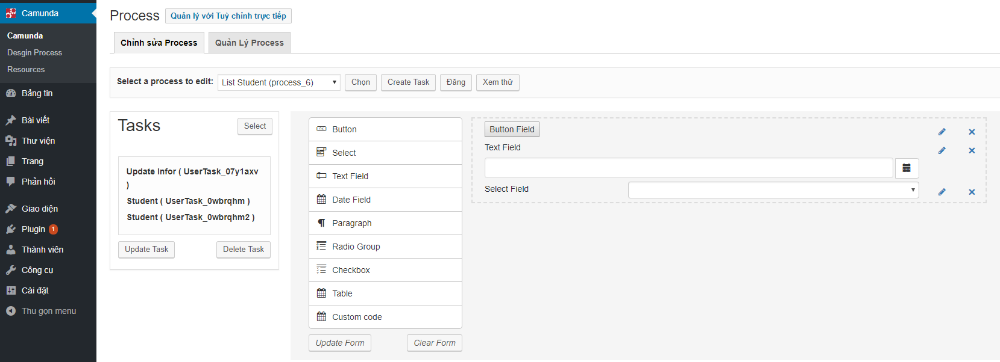 Camunda
Camunda
Desgin Process
Resources
Bảng tin
Bài viết
Thư viện
Trang
Phản hồi
Giao diện
Plugin 1
Thành viên
Công cụ
Cài đặt
Thu gọn menu
Process Quản lý với Tuỳ chỉnh trực tiếp
Chỉnh sửa Process Quản Lý Process
Select a process to edit: List Student (process_6) Chọn Create Task Đăng Xem thử
Tasks Select
Update Infor ( UserTask_07y1axv
)
Student ( UserTask_0wbrqhm )
Student ( UserTask_0wbrqhm2 )
Update Task Delete Task
Button
Select
Text Field
Date Field
Paragraph
Radio Group
Checkbox
Table
Custom code
Update Form Clear Form
Button Field
Text Field
Select Field